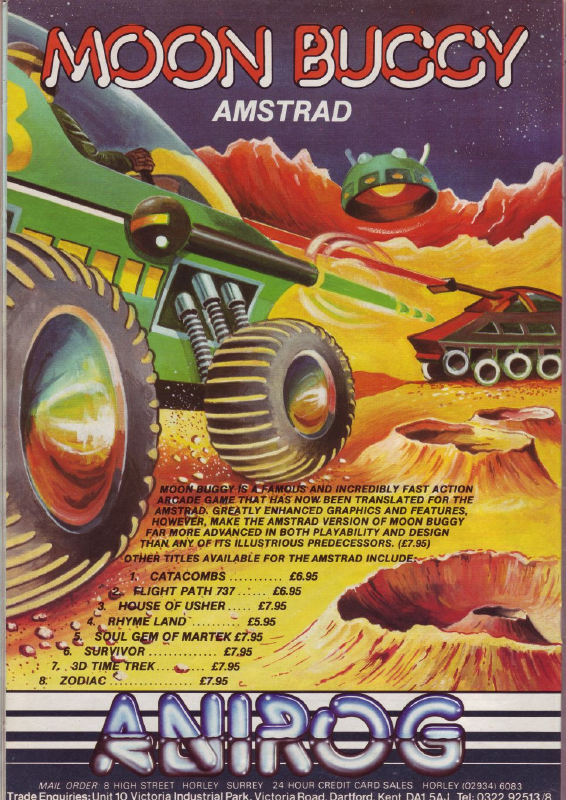 MOON BUGGY
AMSTRAD
MOON BUGGY IS A FAMOUS AND INCREDIBLY FAST ACTION
ARCADE GAME THAT HAS NOW BEEN TRANSLATED FOR THE
AMSTRAD. GREATLY ENHANCED GRAPHICS AND FEATURES,
HOWEVER, MAKE THE AMSTRAD VERSION OF MOON BUGGY
FAR MORE ADVANCED IN BOTH PLAYABILITY AND DESIGN
THAN ANY OF ITS ILLUSTRIOUS PREDECESSORS. (£7.95)
OTHER TITLES AVAILABLE FOR THE AMSTRAD INCLUDE:
1. CATACOMBS ........... £6.95
2. FLIGHT PATH 737 ...... £6.95
3. HOUSE OF USHER ..... £7.95
4. RHYME LAND ......... £5.95
5. SOUL GEM OF MARTEK £7.95
6. SURVIVOR .............. £7.95
7. 3D TIME TREK.......... £7.95
8. ZODIAC ................ £7.95
ANIROG
MAIL ORDER 8 HIGH STREET HORLEY SURREY 24 HOUR CREDIT CARD SALES HORLEY (02934) 6083
Trade Enquiries: Unit 10 Victoria Industrial Park, Victoria Road, Dartford, Kent. DA1 5AJ. Tel: 0322 92513/8